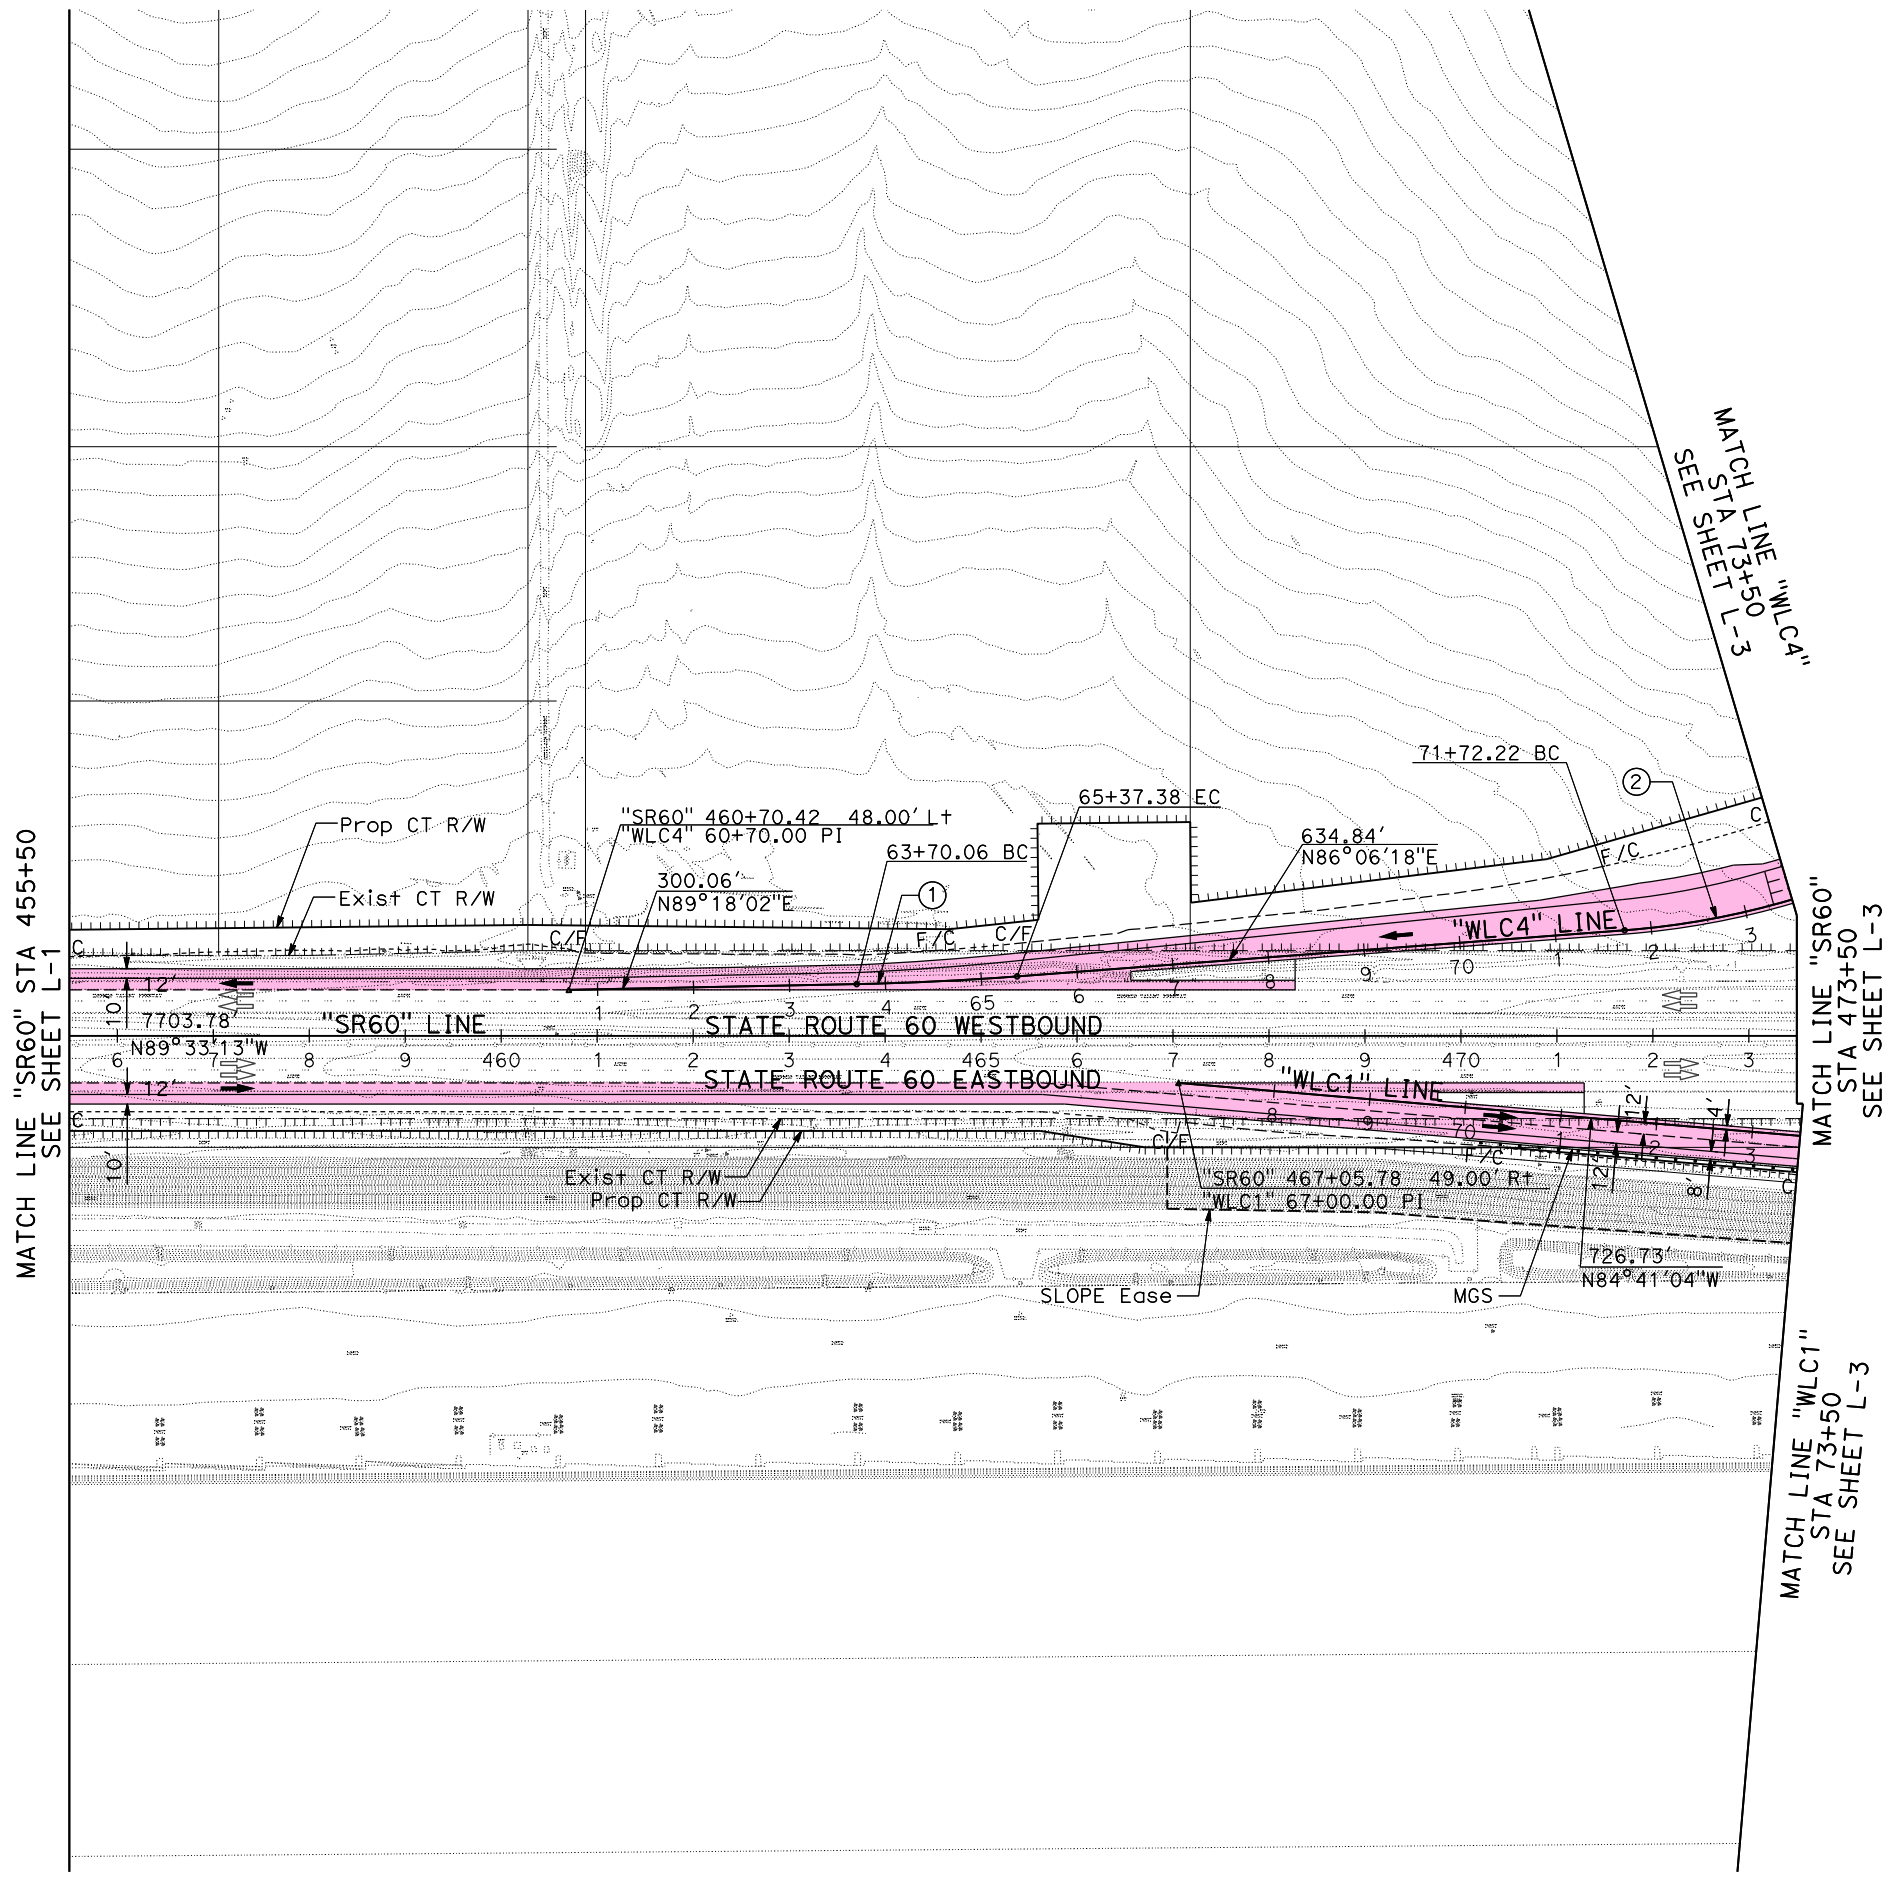 MATCH LINE "WLC4"
STA 73+50
SEE SHEET L-3
71+72.22 BC
2
65+37.38 EC
"SR60" 460+70.42 48.00' Lt
"WLC4" 60+70.00 PI
Prop CT R/W
634.84'
N86°06'18"E
C
63+70.06 BC
F/C
300.06'
N89°18'02"E
1
Exist CT R/W
MATCH LINE "SR60" STA 455+50
SEE SHEET L-1
C
C/F
F/C
C/F
"WLC4" LINE
12'
10'
1 2 3 4 65 6 7 8 9 70 1 2 3
7703.78'
N89°33'13"W
"SR60" LINE
STATE ROUTE 60 WESTBOUND
6 7 8 9 460 1 2 3 4 465 6 7 8 9 470 1 2 3
MATCH LINE "SR60"
STA 473+50
SEE SHEET L-3
12'
10'
STATE ROUTE 60 EASTBOUND
"WLC1" LINE
8 9 70 1 2 3
12'
4'
12'
8'
C
C/F
F/C
C
Exist CT R/W
Prop CT R/W
"SR60" 467+05.78 49.00' Rt
"WLC1" 67+00.00 PI
726.73'
N84°41'04"W
SLOPE Ease
MGS
MATCH LINE "WLC1"
STA 73+50
SEE SHEET L-3